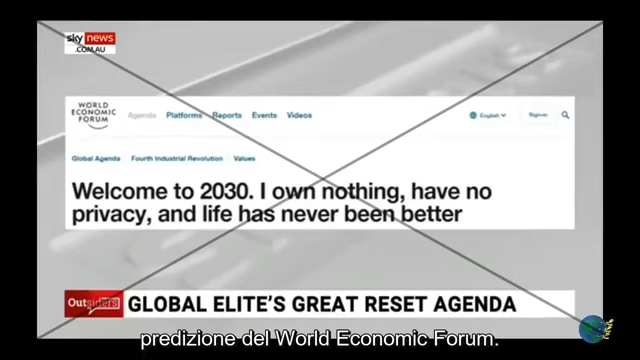 sky news
.COM.AU
WORLD
ECONOMIC
FORUM
Agenda Platforms Reports Events Videos
English
Global Agenda Fourth Industrial Revolution Values
Welcome to 2030. I own nothing, have no
privacy, and life has never been better
Outsiders GLOBAL ELITE'S GREAT RESET AGENDA
predizione del World Economic Forum.